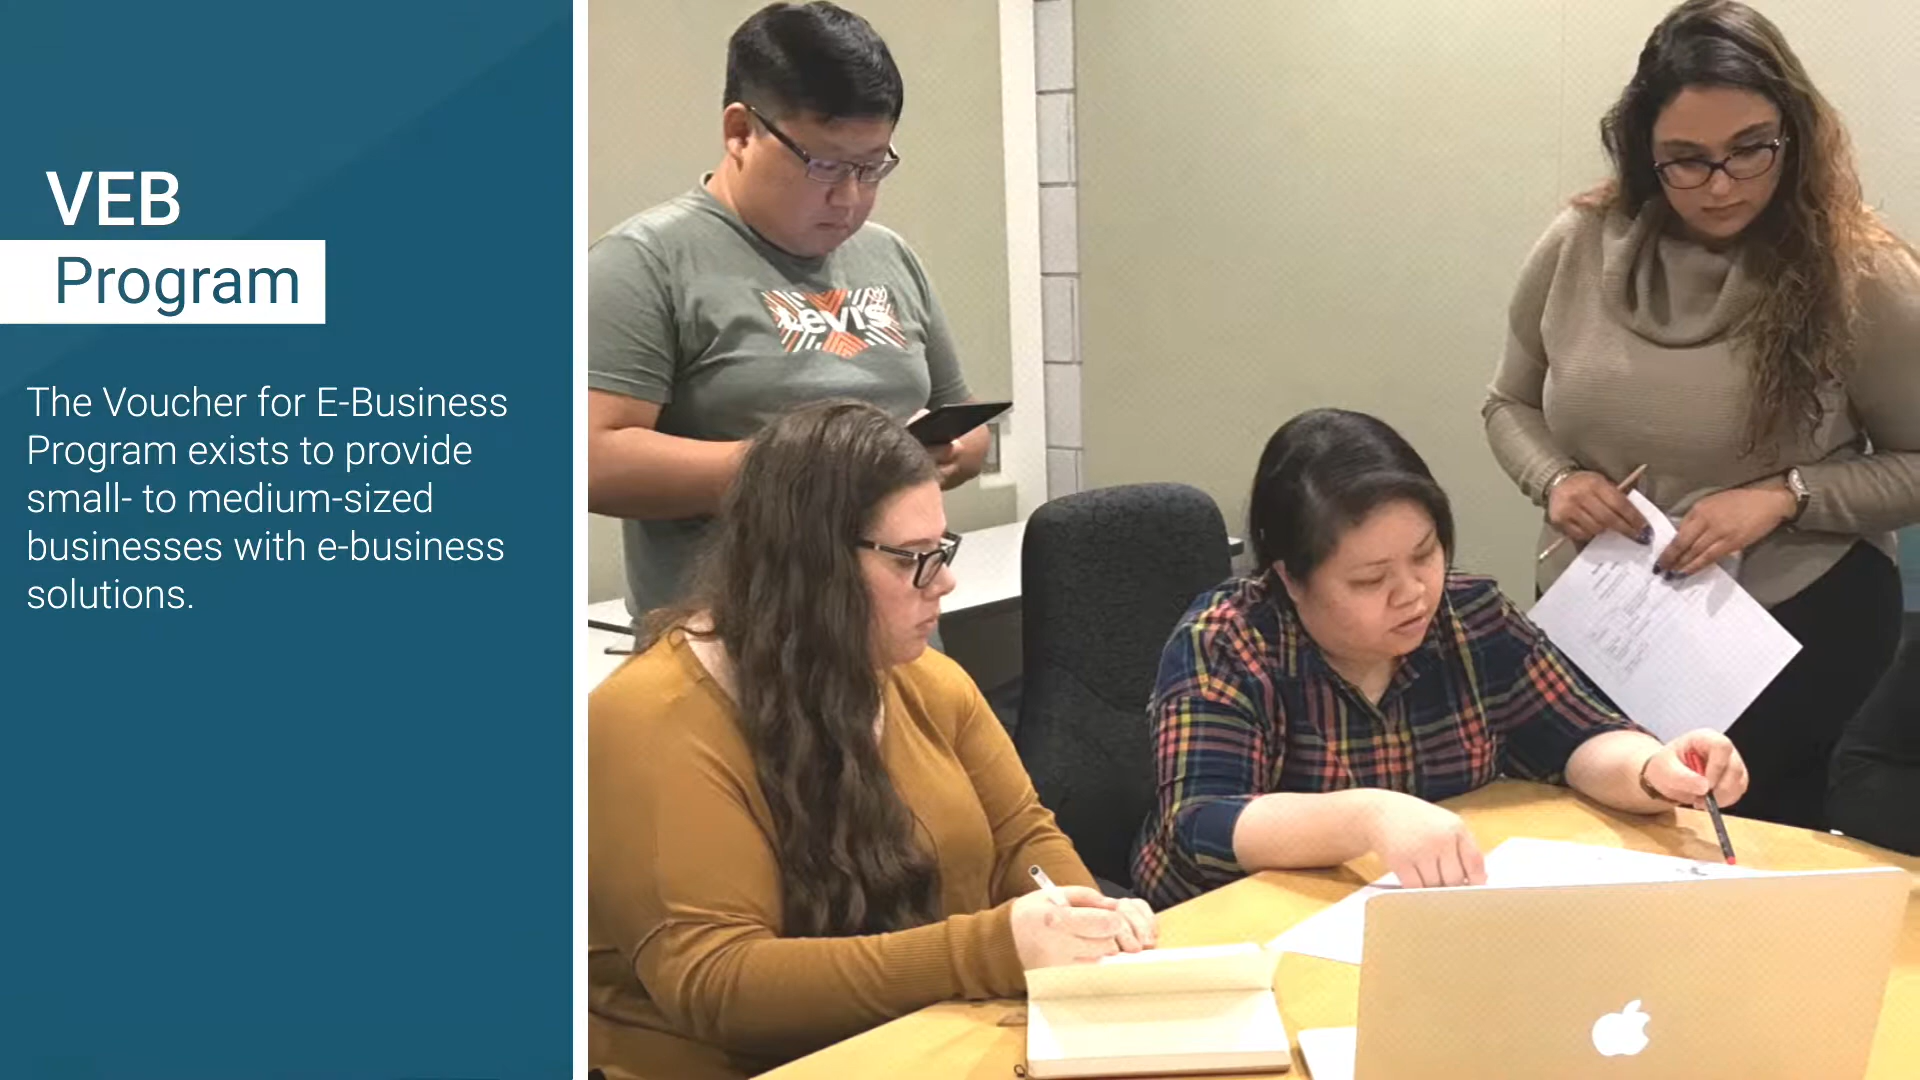 VEB
Program
The Voucher for E-Business
Program exists to provide
small- to medium-sized
businesses with e-business
solutions.
Levi's